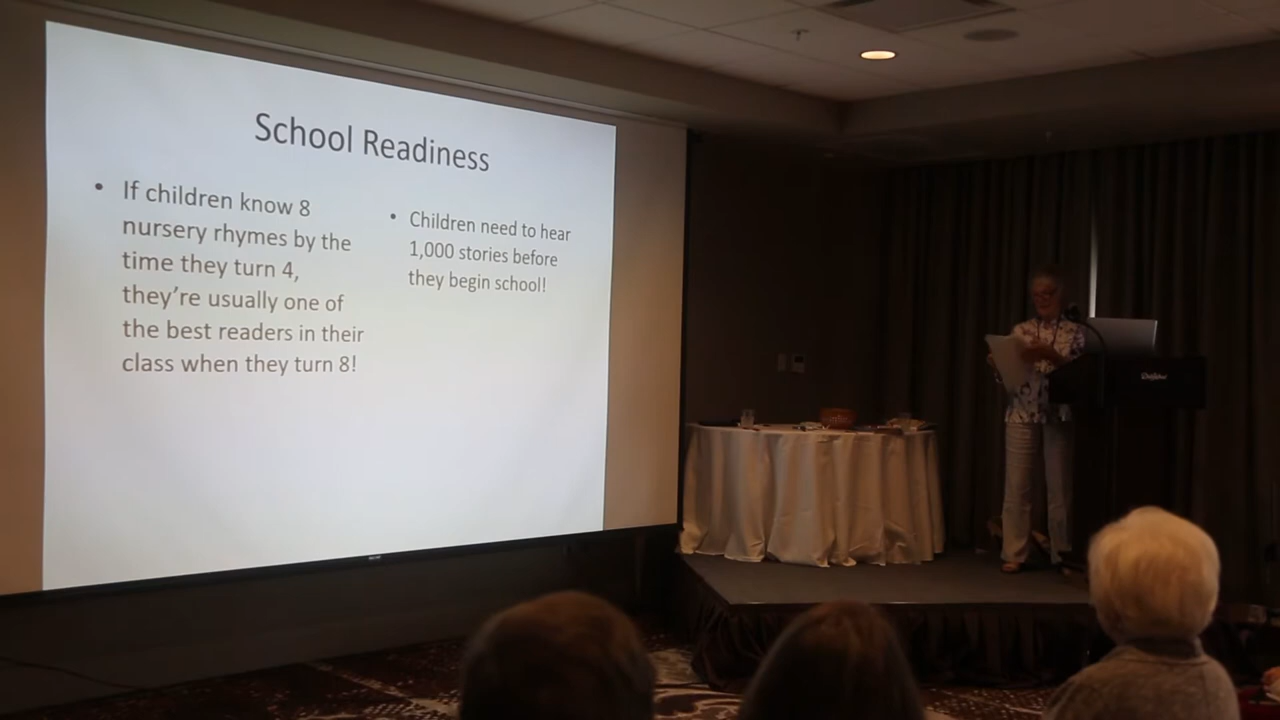 School Readiness
• If children know 8
nursery rhymes by the
time they turn 4,
they're usually one of
the best readers in their
class when they turn 8!
• Children need to hear
1,000 stories before
they begin school!